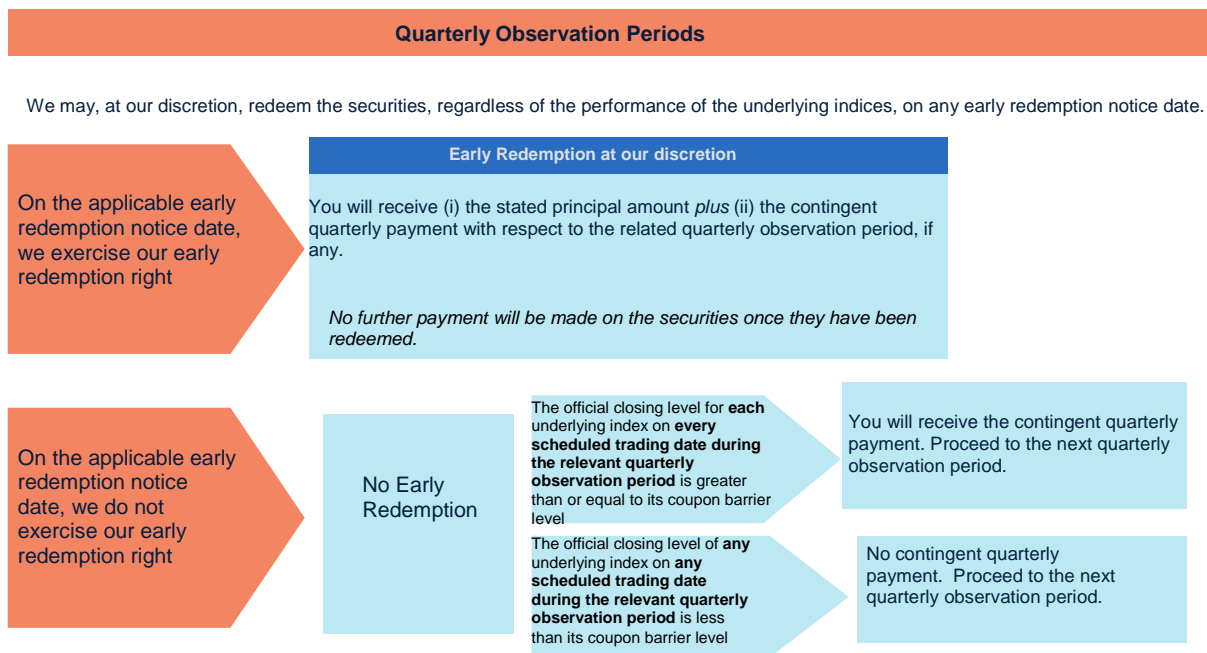 Quarterly Observation Periods
We may, at our discretion, redeem the securities, regardless of the performance of the underlying indices, on any early redemption notice date.
On the applicable early
redemption notice date,
we exercise our early
redemption right
Early Redemption at our discretion
You will receive (i) the stated principal amount plus (ii) the contingent
quarterly payment with respect to the related quarterly observation period, if
any.
No further payment will be made on the securities once they have been
redeemed.
On the applicable early
redemption notice
date, we do not
exercise our early
redemption right
No Early
Redemption
The official closing level for each
underlying index on every
scheduled trading date during
the relevant quarterly
observation period is greater
than or equal to its coupon barrier
level
You will receive the contingent quarterly
payment. Proceed to the next quarterly
observation period.
The official closing level of any
underlying index on any
scheduled trading date
during the relevant quarterly
observation period is less
than its coupon barrier level
No contingent quarterly
payment.  Proceed to the next
quarterly observation period.